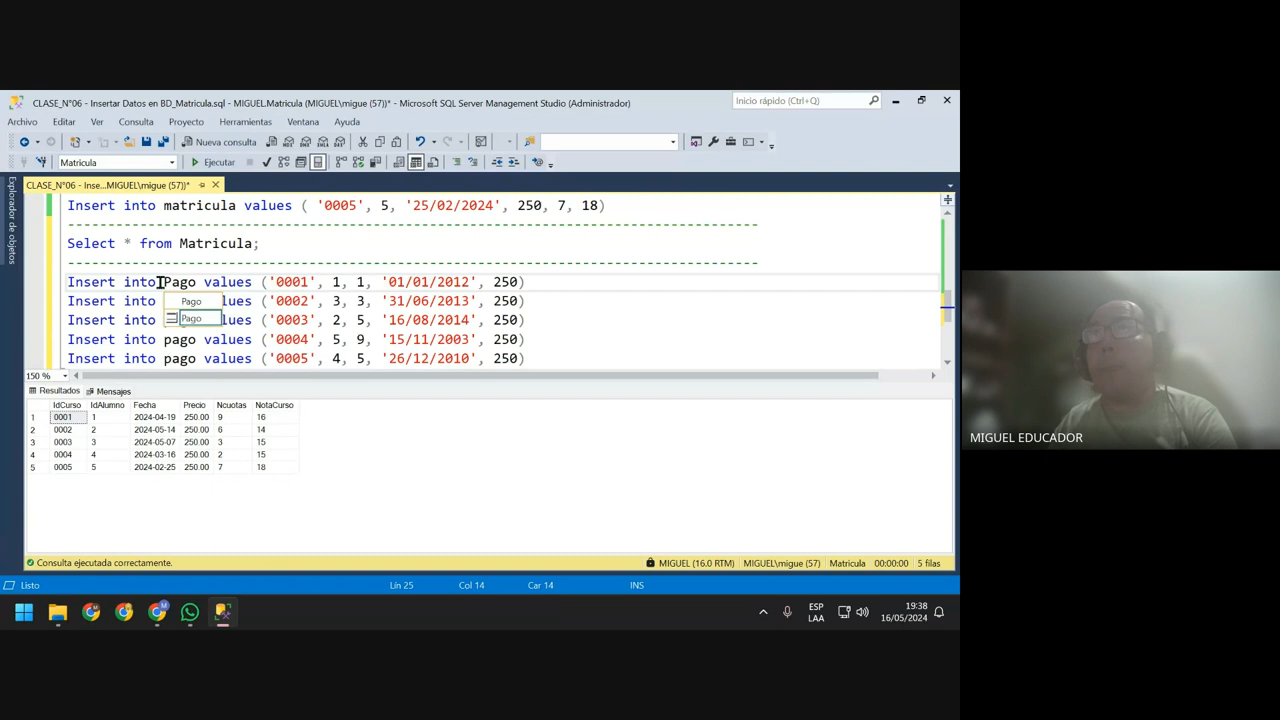 CLASE_N°06 - Insertar Datos en BD_Matricula.sql - MIGUEL.Matricula (MIGUEL\migue (57))* - Microsoft SQL Server Management Studio (Administrador)
Inicio rápido (Ctrl+Q)
Archivo Editar Ver Consulta Proyecto Herramientas Ventana Ayuda
Nueva consulta
Matricula Ejecutar
CLASE_N°06 - Inse...MIGUEL\migue (57))*
Explorador de objetos
Insert into matricula values ( '0005', 5, '25/02/2024', 250, 7, 18)
---------------------------------------------------------------------------------------
Select * from Matricula;
---------------------------------------------------------------------------------------
Insert into Pago values ('0001', 1, 1, '01/01/2012', 250)
Insert into lues ('0002', 3, 3, '31/06/2013', 250)
Pago
Insert into lues ('0003', 2, 5, '16/08/2014', 250)
Pago
Insert into pago values ('0004', 5, 9, '15/11/2003', 250)
Insert into pago values ('0005', 4, 5, '26/12/2010', 250)
150 %
Resultados Mensajes
IdCurso IdAlumno Fecha Precio Ncuotas NotaCurso
1 0001 1 2024-04-19 250.00 9 16
2 0002 2 2024-05-14 250.00 6 14
3 0003 3 2024-05-07 250.00 3 15
4 0004 4 2024-03-16 250.00 2 15
5 0005 5 2024-02-25 250.00 7 18
Consulta ejecutada correctamente. MIGUEL (16.0 RTM) MIGUEL\migue (57) Matricula 00:00:00 5 filas
Listo Lín 25 Col 14 Car 14 INS
ESP
LAA
19:38
16/05/2024
MIGUEL EDUCADOR